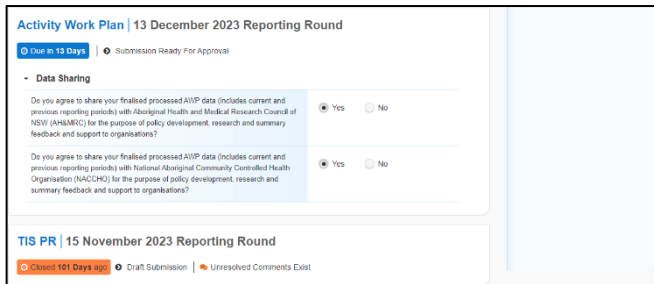 Activity Work Plan | 13 December 2023 Reporting Round
Due in 13 Days | Submission Ready For Approval
Data Sharing
Do you agree to share your finalised processed AWP data (includes current and
previous reporting periods) with Aboriginal Health and Medical Research Council of
NSW (AH&MRC) for the purpose of policy development, research and summary
feedback and support to organisations?
Yes No
Do you agree to share your finalised processed AWP data (includes current and
previous reporting periods) with National Aboriginal Community Controlled Health
Organisation (NACCHO) for the purpose of policy development, research and
summary feedback and support to organisations?
Yes No
TIS PR | 15 November 2023 Reporting Round
Closed 101 Days ago Draft Submission | Unresolved Comments Exist